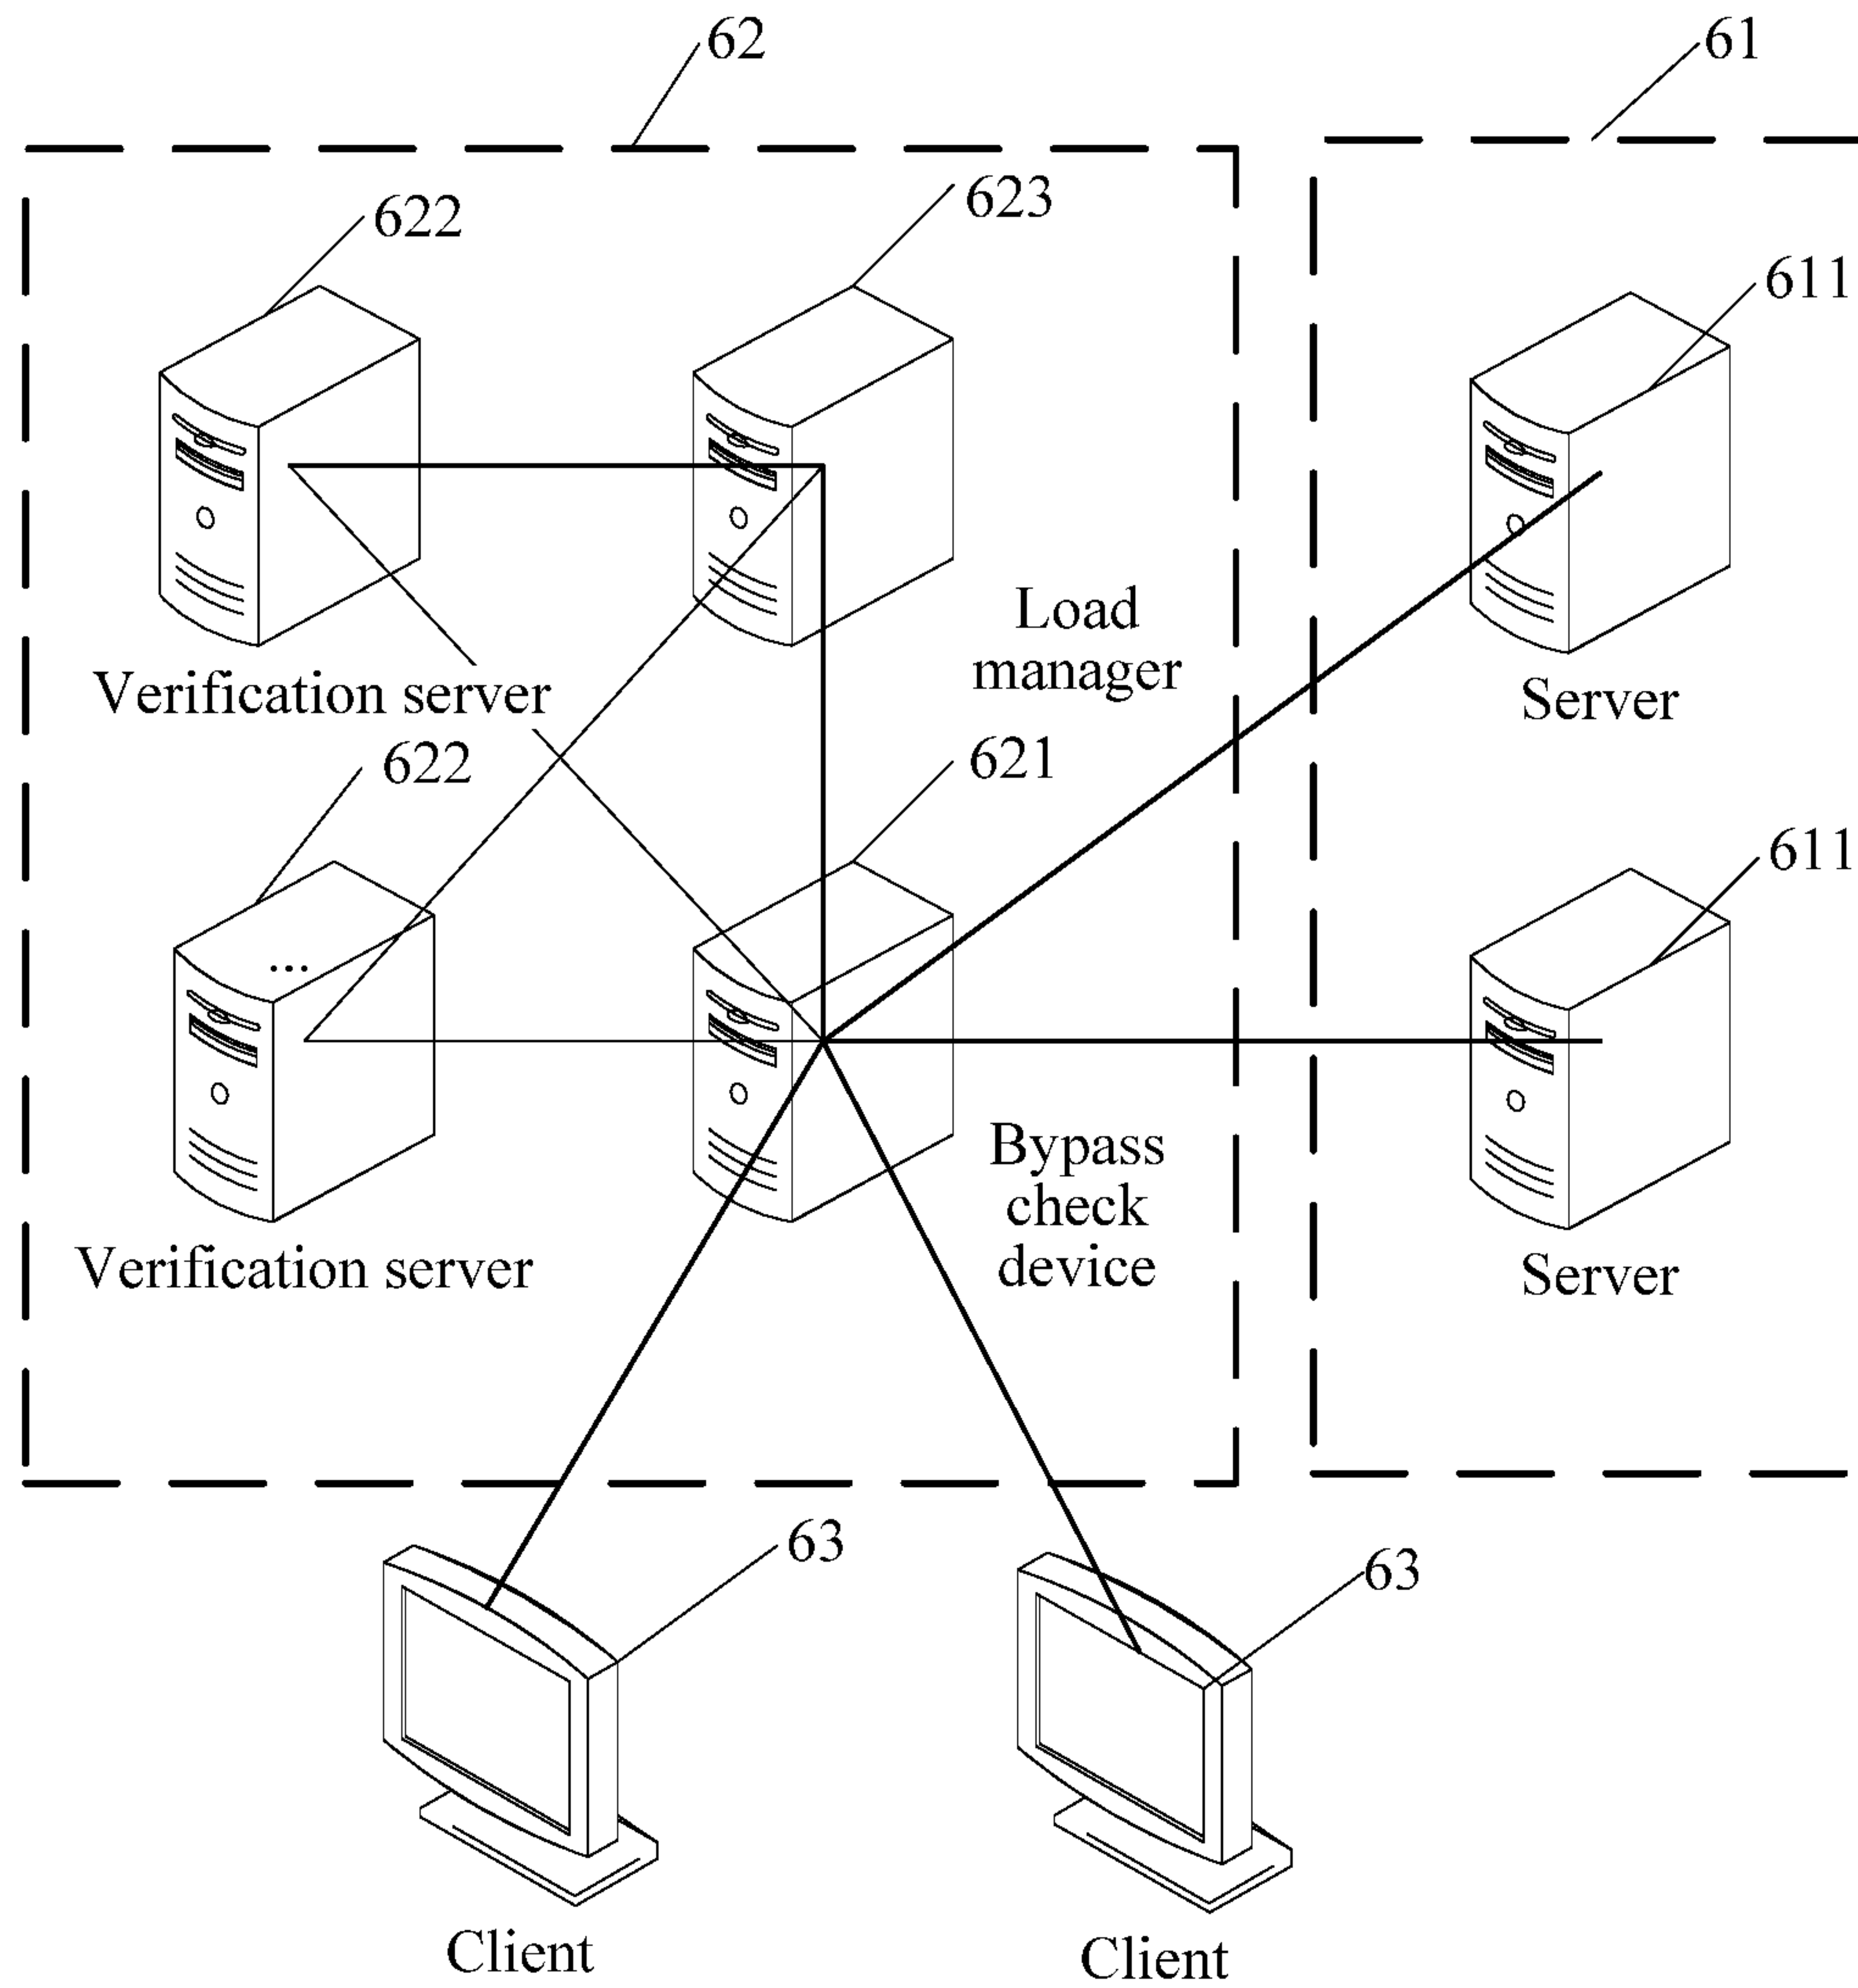 62
61
622
623
611
Load
manager
Verification server
Server
622
621
611
...
Bypass
check
device
Verification server
Server
63
63
Client
Client